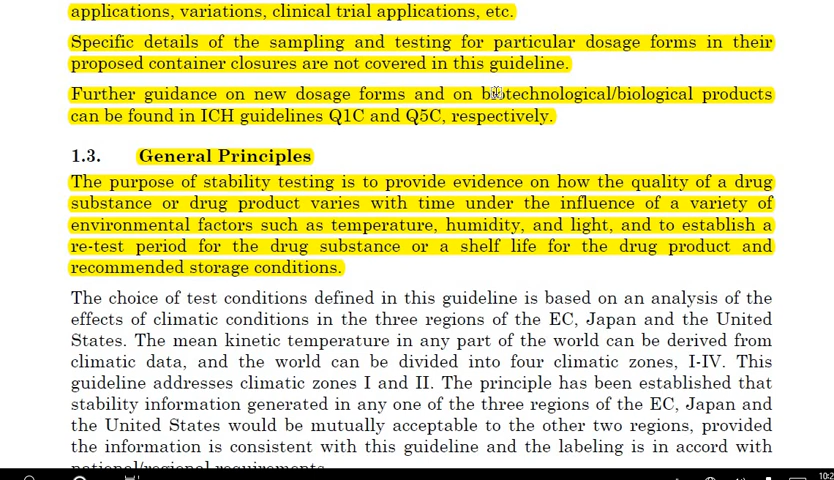 applications, variations, clinical trial applications, etc.
Specific details of the sampling and testing for particular dosage forms in their
proposed container closures are not covered in this guideline.
Further guidance on new dosage forms and on biotechnological/biological products
can be found in ICH guidelines Q1C and Q5C, respectively.
1.3. General Principles
The purpose of stability testing is to provide evidence on how the quality of a drug
substance or drug product varies with time under the influence of a variety of
environmental factors such as temperature, humidity, and light, and to establish a
re-test period for the drug substance or a shelf life for the drug product and
recommended storage conditions.
The choice of test conditions defined in this guideline is based on an analysis of the
effects of climatic conditions in the three regions of the EC, Japan and the United
States. The mean kinetic temperature in any part of the world can be derived from
climatic data, and the world can be divided into four climatic zones, I-IV. This
guideline addresses climatic zones I and II. The principle has been established that
stability information generated in any one of the three regions of the EC, Japan and
the United States would be mutually acceptable to the other two regions, provided
the information is consistent with this guideline and the labeling is in accord with
national/regional requirements.
10:2